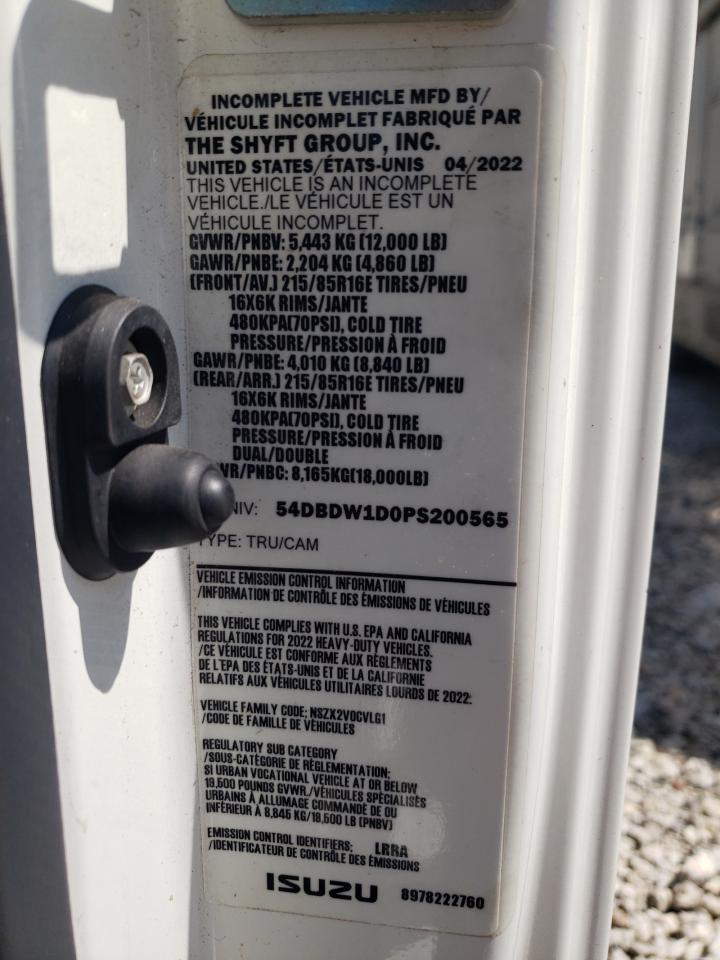 INCOMPLETE VEHICLE MFD BY/
VÉHICULE INCOMPLET FABRIQUÉ PAR
THE SHYFT GROUP, INC.
UNITED STATES/ÉTATS-UNIS 04/2022
THIS VEHICLE IS AN INCOMPLETE
VEHICLE./LE VÉHICULE EST UN
VÉHICULE INCOMPLET.
GVWR/PNBV: 5,443 KG (12,000 LB)
GAWR/PNBE: 2,204 KG (4,860 LB)
(FRONT/AV.) 215/85R16E TIRES/PNEU
16X6K RIMS/JANTE
480KPA(70PSI), COLD TIRE
PRESSURE/PRESSION À FROID
GAWR/PNBE: 4,010 KG (8,840 LB)
(REAR/ARR.) 215/85R16E TIRES/PNEU
16X6K RIMS/JANTE
480KPA(70PSI), COLD TIRE
PRESSURE/PRESSION À FROID
DUAL/DOUBLE
WR/PNBC: 8,165KG(18,000LB)
NIV: 54DBDW1D0PS200565
TYPE: TRU/CAM
VEHICLE EMISSION CONTROL INFORMATION
/INFORMATION DE CONTRÔLE DES ÉMISSIONS DE VÉHICULES
THIS VEHICLE COMPLIES WITH U.S. EPA AND CALIFORNIA
REGULATIONS FOR 2022 HEAVY-DUTY VEHICLES.
/CE VÉHICULE EST CONFORME AUX RÈGLEMENTS
DE L'EPA DES ÉTATS-UNIS ET DE LA CALIFORNIE
RELATIFS AUX VÉHICULES UTILITAIRES LOURDS DE 2022:
VEHICLE FAMILY CODE: NSZX2VOCVLG1
/CODE DE FAMILLE DE VÉHICULES
REGULATORY SUB CATEGORY
/SOUS-CATÉGORIE DE RÈGLEMENTATION:
SI URBAN VOCATIONAL VEHICLE AT OR BELOW
19,500 POUNDS GVWR./VÉHICULES SPÉCIALISÉS
URBAINS À ALLUMAGE COMMANDÉ DE OU
INFÉRIEUR À 8,845 KG/19,500 LB (PNBV)
EMISSION CONTROL IDENTIFIERS: LRRA
/IDENTIFICATEUR DE CONTRÔLE DES ÉMISSIONS
ISUZU 8978222760